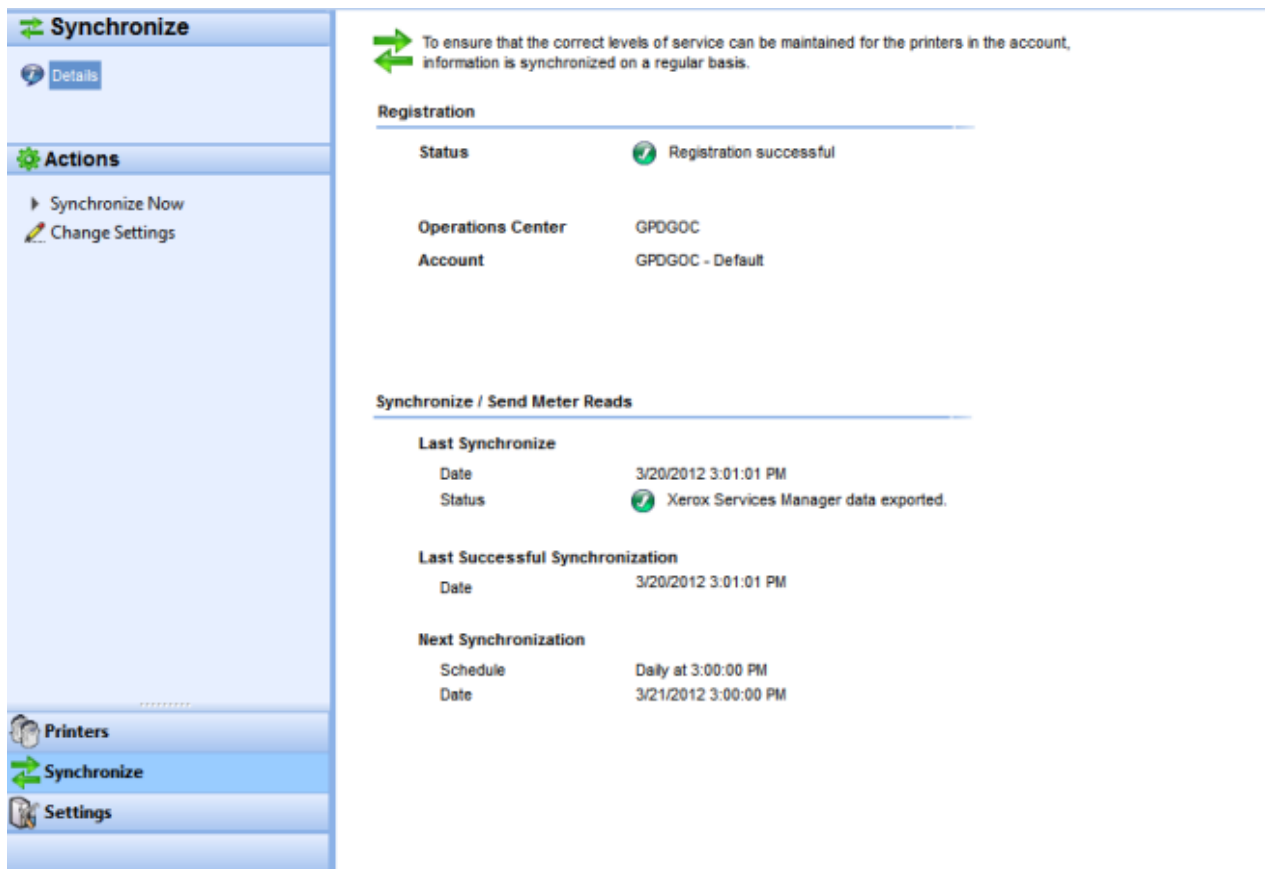 Synchronize
Details
Actions
Synchronize Now
Change Settings
Printers
Synchronize
Settings
To ensure that the correct levels of service can be maintained for the printers in the account,
information is synchronized on a regular basis.
Registration
Status Registration successful
Operations Center GPDGOC
Account GPDGOC - Default
Synchronize / Send Meter Reads
Last Synchronize
Date 3/20/2012 3:01:01 PM
Status Xerox Services Manager data exported.
Last Successful Synchronization
Date 3/20/2012 3:01:01 PM
Next Synchronization
Schedule Daily at 3:00:00 PM
Date 3/21/2012 3:00:00 PM